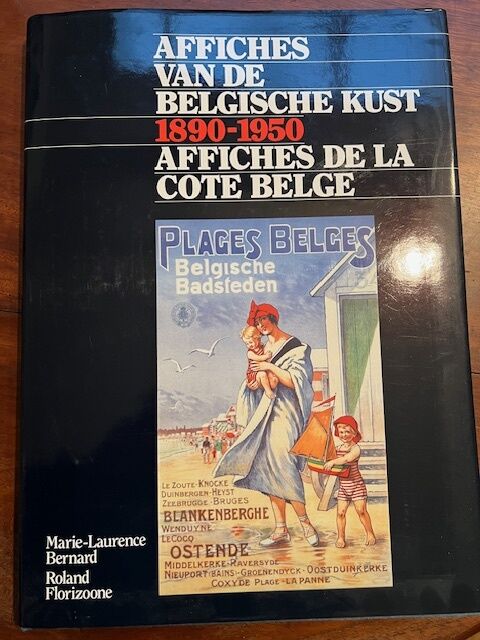 AFFICHES
VAN DE
BELGISCHE KUST
1890-1950
AFFICHES DE LA
COTE BELGE
PLAGES BELGES
Belgische
Badsteden
LE ZOUTE-KNOCKE
DUINBERGEN-HEYST
ZEEBRUGGE-BRUGES
BLANKENBERGHE
WENDUYNE
LE COCQ
OSTENDE
MIDDELKERKE-RAVERSYDE
NIEUPORT BAINS-GROENENDYCK-OOSTDUINKERKE
COXYDE PLAGE-LA PANNE
Marie-Laurence
Bernard
Roland
Florizoone